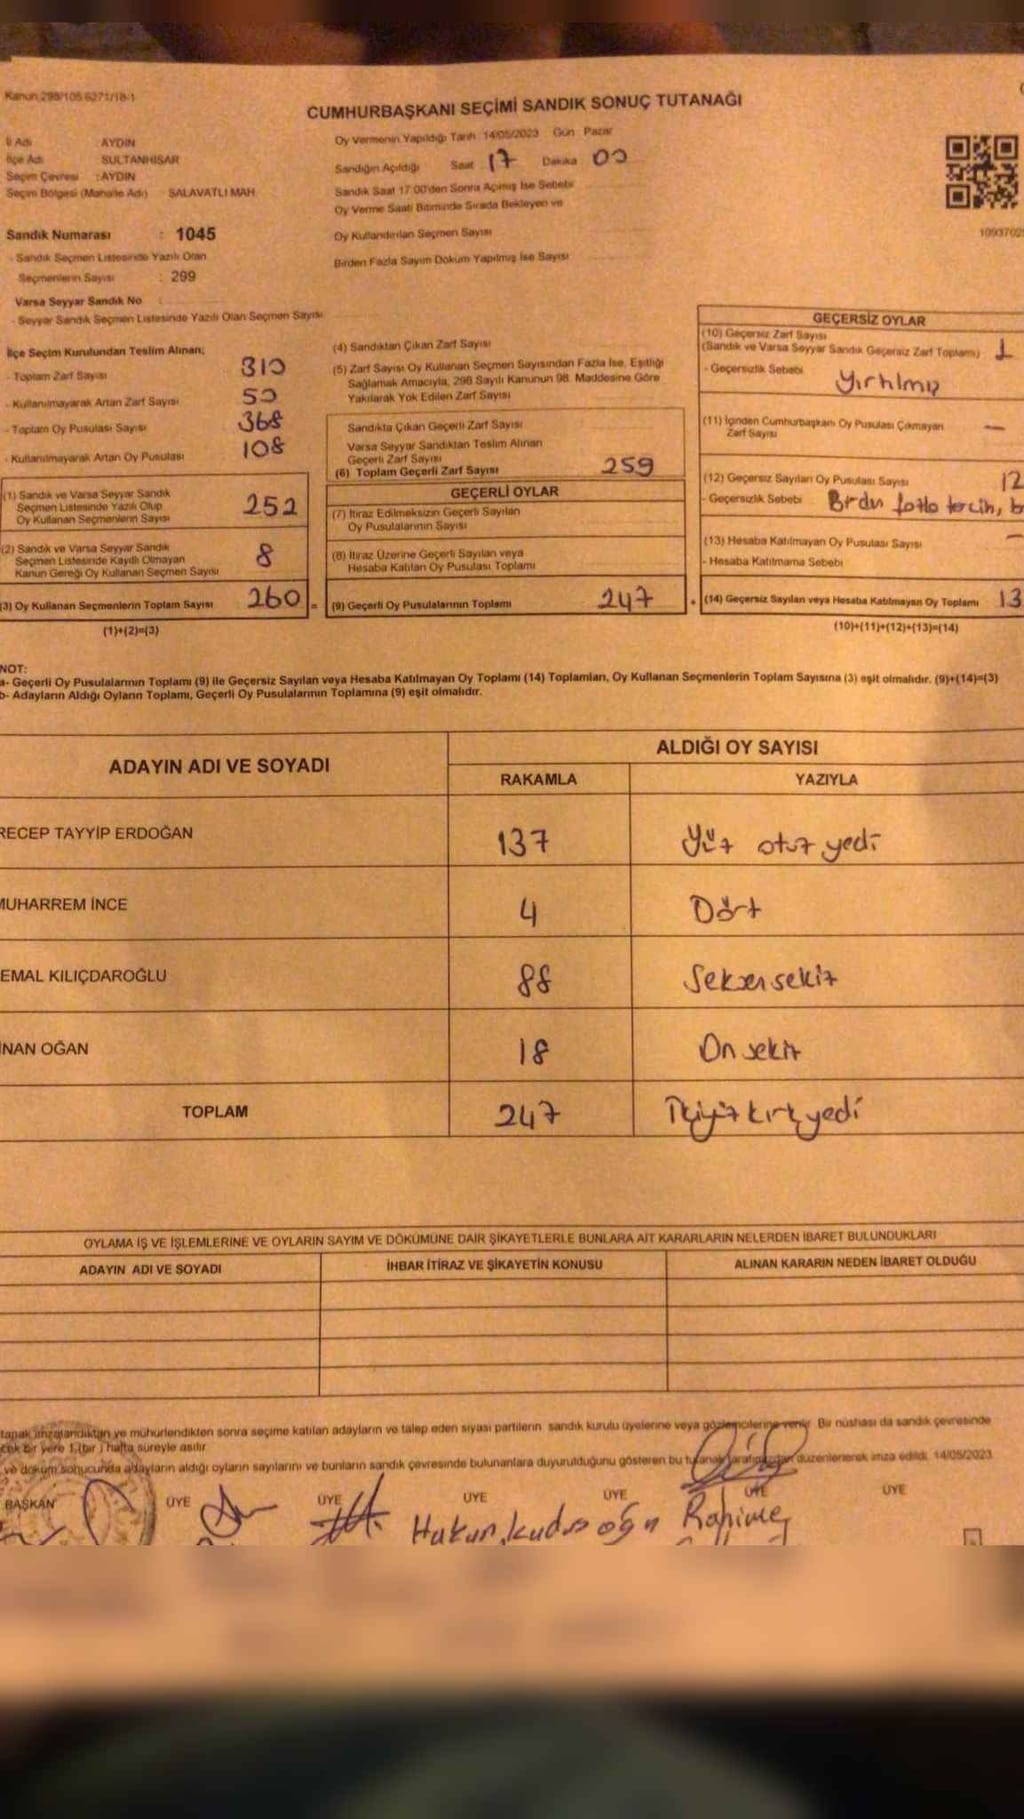 Kanun 298/105 6271/18-1
CUMHURBAŞKANI SEÇİMİ SANDIK SONUÇ TUTANAĞI
İl Adı AYDIN
İlçe Adı SULTANHİSAR
Seçim Çevresi : AYDIN
Seçim Bölgesi (Mahalle Adı) SALAVATLI MAH
Oy Vermenin Yapıldığı Tarih 14/05/2023 Gün Pazar
Sandığın Açıldığı Saat 17 Dakika 00
Sandık Saat 17:00'den Sonra Açılmış İse Sebebi
Oy Verme Saati Bitiminde Sırada Bekleyen ve
Oy Kullandırılan Seçmen Sayısı
Birden Fazla Sayım Döküm Yapılmış İse Sayısı
Sandık Numarası : 1045
- Sandık Seçmen Listesinde Yazılı Olan
Seçmenlerin Sayısı : 299
Varsa Seyyar Sandık No :
- Seyyar Sandık Seçmen Listesinde Yazılı Olan Seçmen Sayısı
İlçe Seçim Kurulundan Teslim Alınan;
- Toplam Zarf Sayısı 310
- Kullanılmayarak Artan Zarf Sayısı 50
- Toplam Oy Pusulası Sayısı 368
- Kullanılmayarak Artan Oy Pusulası 108
(1) Sandık ve Varsa Seyyar Sandık
Seçmen Listesinde Yazılı Olup
Oy Kullanan Seçmenlerin Sayısı 252
(2) Sandık ve Varsa Seyyar Sandık
Seçmen Listesinde Kaydı Olmayan
Kanun Gereği Oy Kullanan Seçmen Sayısı 8
(3) Oy Kullanan Seçmenlerin Toplam Sayısı 260 =
(1)+(2)=(3)
(4) Sandıktan Çıkan Zarf Sayısı
(5) Zarf Sayısı Oy Kullanan Seçmen Sayısından Fazla İse, Eşitliği
Sağlamak Amacıyla, 298 Sayılı Kanunun 98. Maddesine Göre
Yakılarak Yok Edilen Zarf Sayısı
Sandıkta Çıkan Geçerli Zarf Sayısı
Varsa Seyyar Sandıktan Teslim Alınan
Geçerli Zarf Sayısı
(6) Toplam Geçerli Zarf Sayısı 259
GEÇERLİ OYLAR
(7) İtiraz Edilmeksizin Geçerli Sayılan
Oy Pusulalarının Sayısı
(8) İtiraz Üzerine Geçerli Sayılan veya
Hesaba Katılan Oy Pusulası Toplamı
(9) Geçerli Oy Pusulalarının Toplamı 247 +
GEÇERSİZ OYLAR
(10) Geçersiz Zarf Sayısı
(Sandık ve Varsa Seyyar Sandık Geçersiz Zarf Toplamı) 1
- Geçersizlik Sebebi Yırtılmış
(11) İçinden Cumhurbaşkanı Oy Pusulası Çıkmayan
Zarf Sayısı —
(12) Geçersiz Sayılan Oy Pusulası Sayısı 12
- Geçersizlik Sebebi Birden fazla tercih,
(13) Hesaba Katılmayan Oy Pusulası Sayısı —
- Hesaba Katılmama Sebebi
(14) Geçersiz Sayılan veya Hesaba Katılmayan Oy Toplamı 13
(10)+(11)+(12)+(13)=(14)
NOT:
a- Geçerli Oy Pusulalarının Toplamı (9) ile Geçersiz Sayılan veya Hesaba Katılmayan Oy Toplamı (14) Toplamları, Oy Kullanan Seçmenlerin Toplam Sayısına (3) eşit olmalıdır. (9)+(14)=(3)
b- Adayların Aldığı Oyların Toplamı, Geçerli Oy Pusulalarının Toplamına (9) eşit olmalıdır.
ADAYIN ADI VE SOYADI
ALDIĞI OY SAYISI
RAKAMLA YAZIYLA
RECEP TAYYİP ERDOĞAN 137 Yüz otuz yedi
MUHARREM İNCE 4 Dört
EMAL KILIÇDAROĞLU 88 Seksen sekiz
İNAN OĞAN 18 On sekiz
TOPLAM 247 İkiyüz kırk yedi
OYLAMA İŞ VE İŞLEMLERİNE VE OYLARIN SAYIM VE DÖKÜMÜNE DAİR ŞİKAYETLERLE BUNLARA AİT KARARLARIN NELERDEN İBARET BULUNDUKLARI
ADAYIN ADI VE SOYADI İHBAR İTİRAZ VE ŞİKAYETİN KONUSU ALINAN KARARIN NEDEN İBARET OLDUĞU
imzalandıktan ve mühürlendikten sonra seçime katılan adayların ve talep eden siyasi partilerin sandık kurulu üyelerine veya gözlemcilerine verilir. Bir nüshası da sandık çevresinde
bir yere 1 (bir) hafta süreyle asılır.
ve döküm sonucunda adayların aldığı oyların sayılarını ve bunların sandık çevresinde bulunanlara duyurulduğunu gösteren bu tutanak düzenlenerek imza edildi. 14/05/2023
BAŞKAN ÜYE ÜYE ÜYE ÜYE ÜYE ÜYE
Hakan Rahime